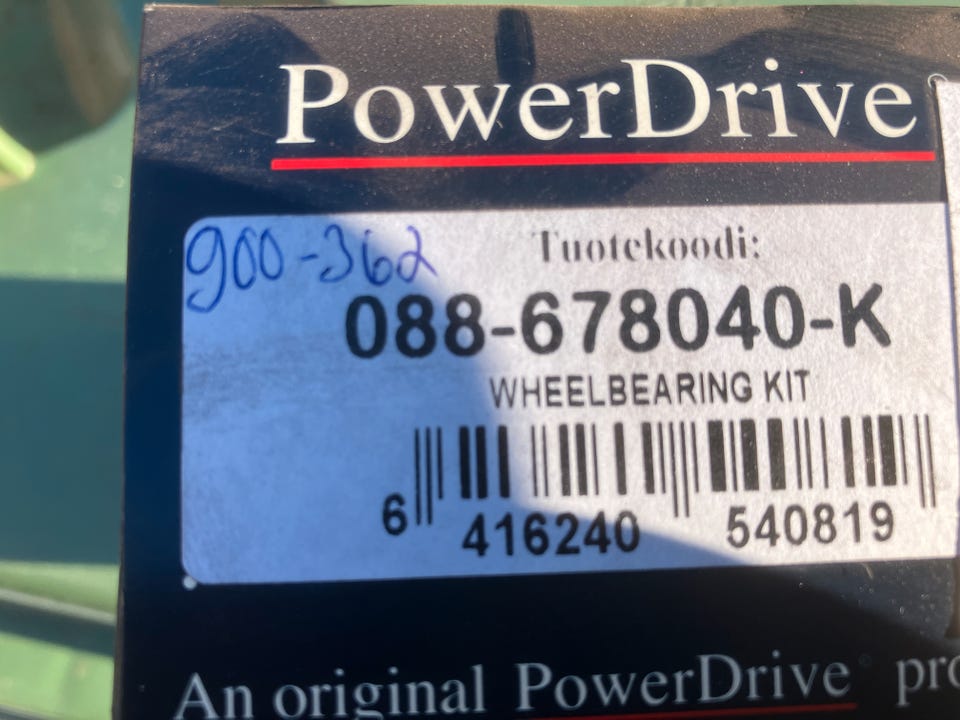 PowerDrive
900-362
Tuotekoodi:
088-678040-K
WHEELBEARING KIT
6 416240 540819
An original PowerDrive